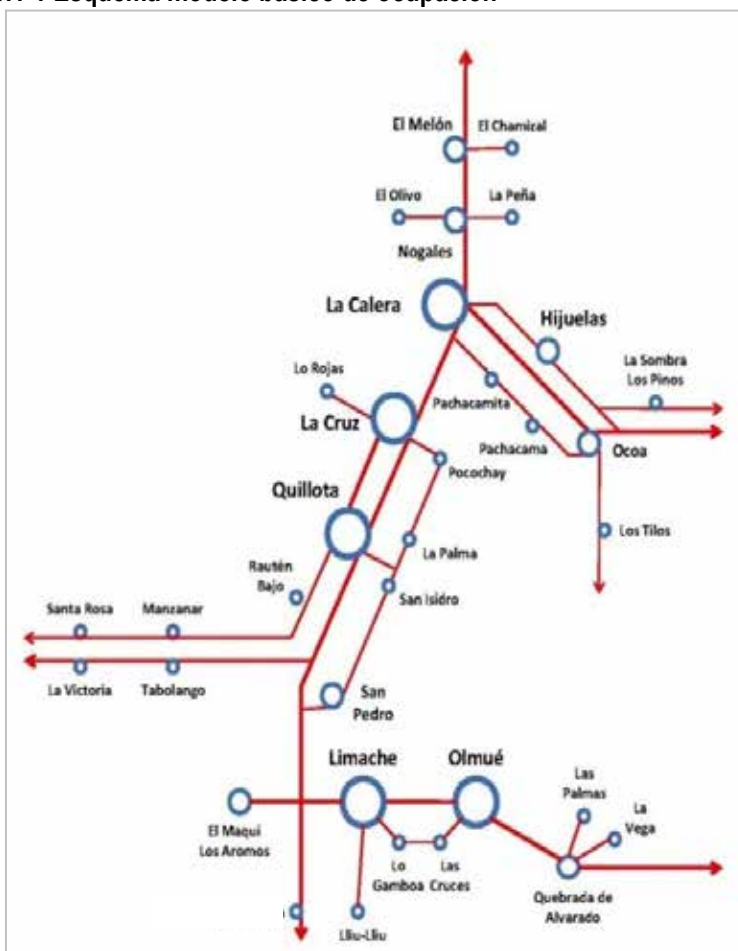 El Melón
El Chamizal
El Olivo
La Peña
Nogales
La Calera
Hijuelas
La Sombra
Los Pinos
Lo Rojas
Pachacamita
La Cruz
Pachacama
Ocoa
Pocochay
Quillota
Los Tilos
La Palma
Rautén
Bajo
San Isidro
Santa Rosa
Manzanar
La Victoria
Tabolango
San
Pedro
Limache
Olmué
Las
Palmas
La
Vega
El Maqui
Los Aromos
Lo
Gamboa
Las
Cruces
Quebrada de
Alvarado
Lliu-Lliu